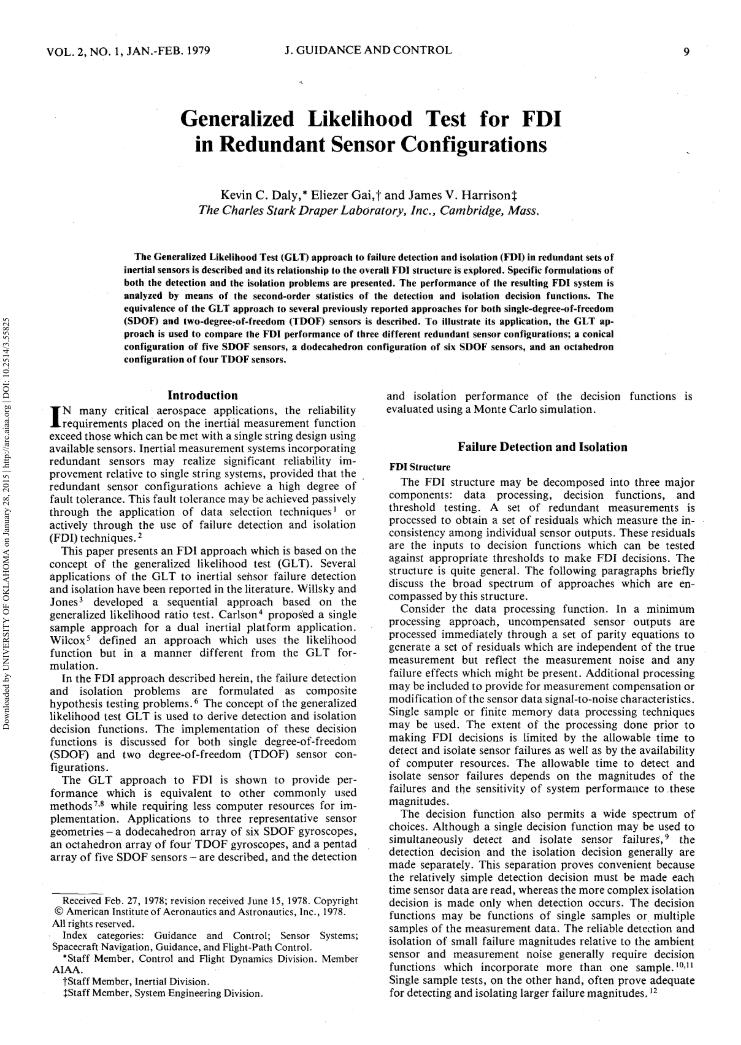 VOL. 2, NO. 1, JAN.-FEB. 1979
J. GUIDANCE AND CONTROL
9
Generalized Likelihood Test for FDI
in Redundant Sensor Configurations
Kevin C. Daly,* Eliezer Gai,† and James V. Harrison‡
The Charles Stark Draper Laboratory, Inc., Cambridge, Mass.
The Generalized Likelihood Test (GLT) approach to failure detection and isolation (FDI) in redundant sets of
inertial sensors is described and its relationship to the overall FDI structure is explored. Specific formulations of
both the detection and the isolation problems are presented. The performance of the resulting FDI system is
analyzed by means of the second-order statistics of the detection and isolation decision functions. The
equivalence of the GLT approach to several previously reported approaches for both single-degree-of-freedom
(SDOF) and two-degree-of-freedom (TDOF) sensors is described. To illustrate its application, the GLT ap-
proach is used to compare the FDI performance of three different redundant sensor configurations; a conical
configuration of five SDOF sensors, a dodecahedron configuration of six SDOF sensors, and an octahedron
configuration of four TDOF sensors.
Introduction
IN many critical aerospace applications, the reliability
requirements placed on the inertial measurement function
exceed those which can be met with a single string design using
available sensors. Inertial measurement systems incorporating
redundant sensors may realize significant reliability im-
provement relative to single string systems, provided that the
redundant sensor configurations achieve a high degree of
fault tolerance. This fault tolerance may be achieved passively
through the application of data selection techniques1 or
actively through the use of failure detection and isolation
(FDI) techniques.2
This paper presents an FDI approach which is based on the
concept of the generalized likelihood test (GLT). Several
applications of the GLT to inertial sensor failure detection
and isolation have been reported in the literature. Willsky and
Jones3 developed a sequential approach based on the
generalized likelihood ratio test. Carlson4 proposed a single
sample approach for a dual inertial platform application.
Wilcox5 defined an approach which uses the likelihood
function but in a manner different from the GLT for-
mulation.
In the FDI approach described herein, the failure detection
and isolation problems are formulated as composite
hypothesis testing problems.6 The concept of the generalized
likelihood test GLT is used to derive detection and isolation
decision functions. The implementation of these decision
functions is discussed for both single degree-of-freedom
(SDOF) and two degree-of-freedom (TDOF) sensor con-
figurations.
The GLT approach to FDI is shown to provide per-
formance which is equivalent to other commonly used
methods7,8 while requiring less computer resources for im-
plementation. Applications to three representative sensor
geometries – a dodecahedron array of six SDOF gyroscopes,
an octahedron array of four TDOF gyroscopes, and a pentad
array of five SDOF sensors – are described, and the detection
Received Feb. 27, 1978; revision received June 15, 1978. Copyright
© American Institute of Aeronautics and Astronautics, Inc., 1978.
All rights reserved.
Index categories: Guidance and Control; Sensor Systems;
Spacecraft Navigation, Guidance, and Flight-Path Control.
*Staff Member, Control and Flight Dynamics Division. Member
AIAA.
†Staff Member, Inertial Division.
‡Staff Member, System Engineering Division.
and isolation performance of the decision functions is
evaluated using a Monte Carlo simulation.
Failure Detection and Isolation
FDI Structure
The FDI structure may be decomposed into three major
components: data processing, decision functions, and
threshold testing. A set of redundant measurements is
processed to obtain a set of residuals which measure the in-
consistency among individual sensor outputs. These residuals
are the inputs to decision functions which can be tested
against appropriate thresholds to make FDI decisions. The
structure is quite general. The following paragraphs briefly
discuss the broad spectrum of approaches which are en-
compassed by this structure.
Consider the data processing function. In a minimum
processing approach, uncompensated sensor outputs are
processed immediately through a set of parity equations to
generate a set of residuals which are independent of the true
measurement but reflect the measurement noise and any
failure effects which might be present. Additional processing
may be included to provide for measurement compensation or
modification of the sensor data signal-to-noise characteristics.
Single sample or finite memory data processing techniques
may be used. The extent of the processing done prior to
making FDI decisions is limited by the allowable time to
detect and isolate sensor failures as well as by the availability
of computer resources. The allowable time to detect and
isolate sensor failures depends on the magnitudes of the
failures and the sensitivity of system performance to these
magnitudes.
The decision function also permits a wide spectrum of
choices. Although a single decision function may be used to
simultaneously detect and isolate sensor failures,9 the
detection decision and the isolation decision generally are
made separately. This separation proves convenient because
the relatively simple detection decision must be made each
time sensor data are read, whereas the more complex isolation
decision is made only when detection occurs. The decision
functions may be functions of single samples or multiple
samples of the measurement data. The reliable detection and
isolation of small failure magnitudes relative to the ambient
sensor and measurement noise generally require decision
functions which incorporate more than one sample.10,11
Single sample tests, on the other hand, often prove adequate
for detecting and isolating larger failure magnitudes.12
Downloaded by UNIVERSITY OF OKLAHOMA on January 28, 2015 | http://arc.aiaa.org | DOI: 10.2514/3.55825